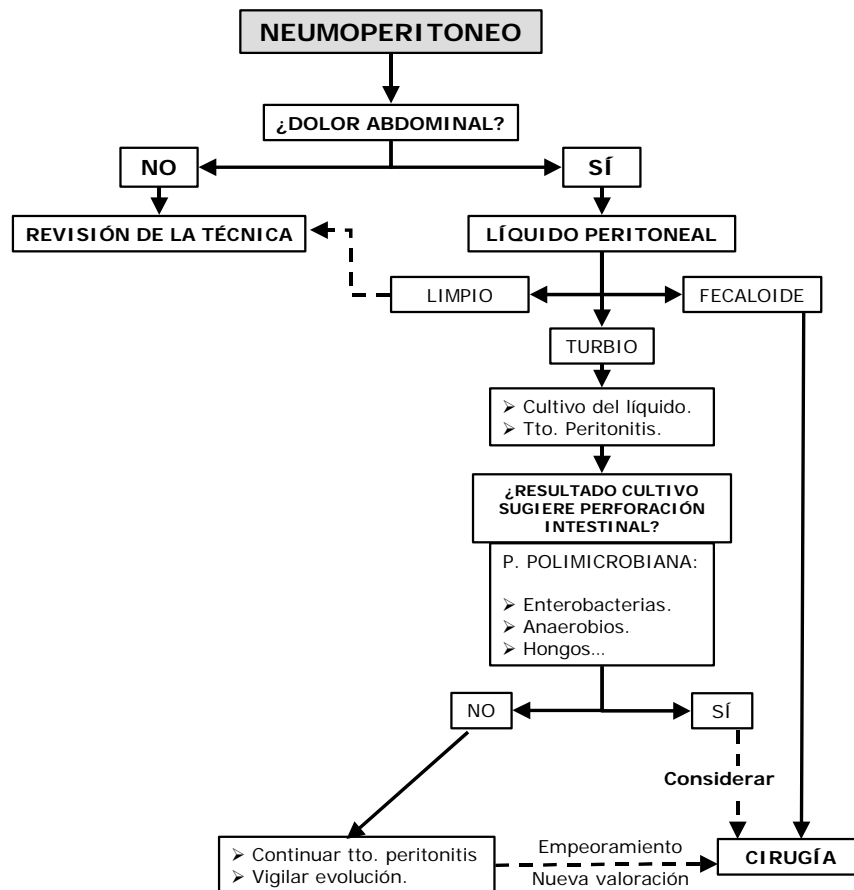 NEUMOPERITONEO
¿DOLOR ABDOMINAL?
NO
SÍ
REVISIÓN DE LA TÉCNICA
LÍQUIDO PERITONEAL
LIMPIO
FECALOIDE
TURBIO
➢ Cultivo del líquido.
➢ Tto. Peritonitis.
¿RESULTADO CULTIVO
SUGIERE PERFORACIÓN
INTESTINAL?
P. POLIMICROBIANA:
➢ Enterobacterias.
➢ Anaerobios.
➢ Hongos...
NO
SÍ
Considerar
➢ Continuar tto. peritonitis
➢ Vigilar evolución.
Empeoramiento
Nueva valoración
CIRUGÍA